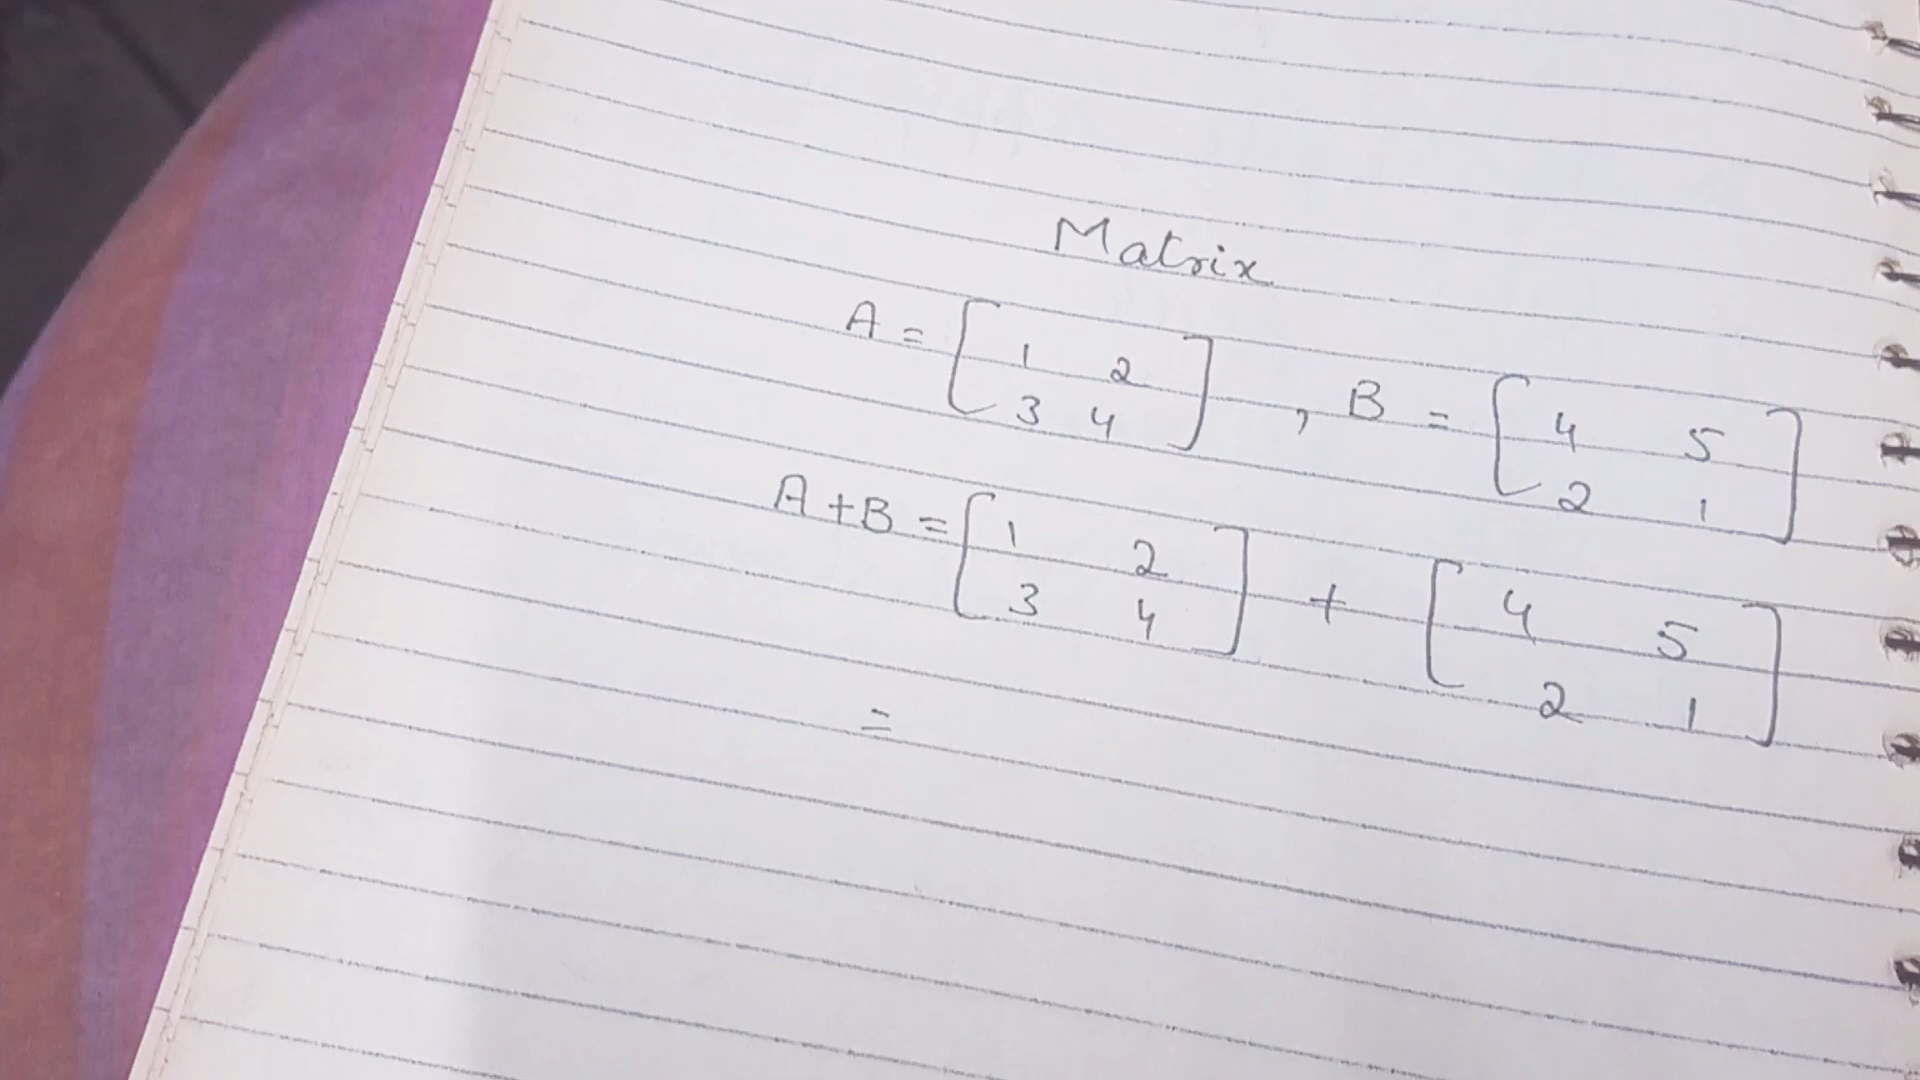 Matrix
A = [1 2
3 4] , B = [4 5
2 1]
A+B = [1 2
3 4] + [4 5
2 1]
=